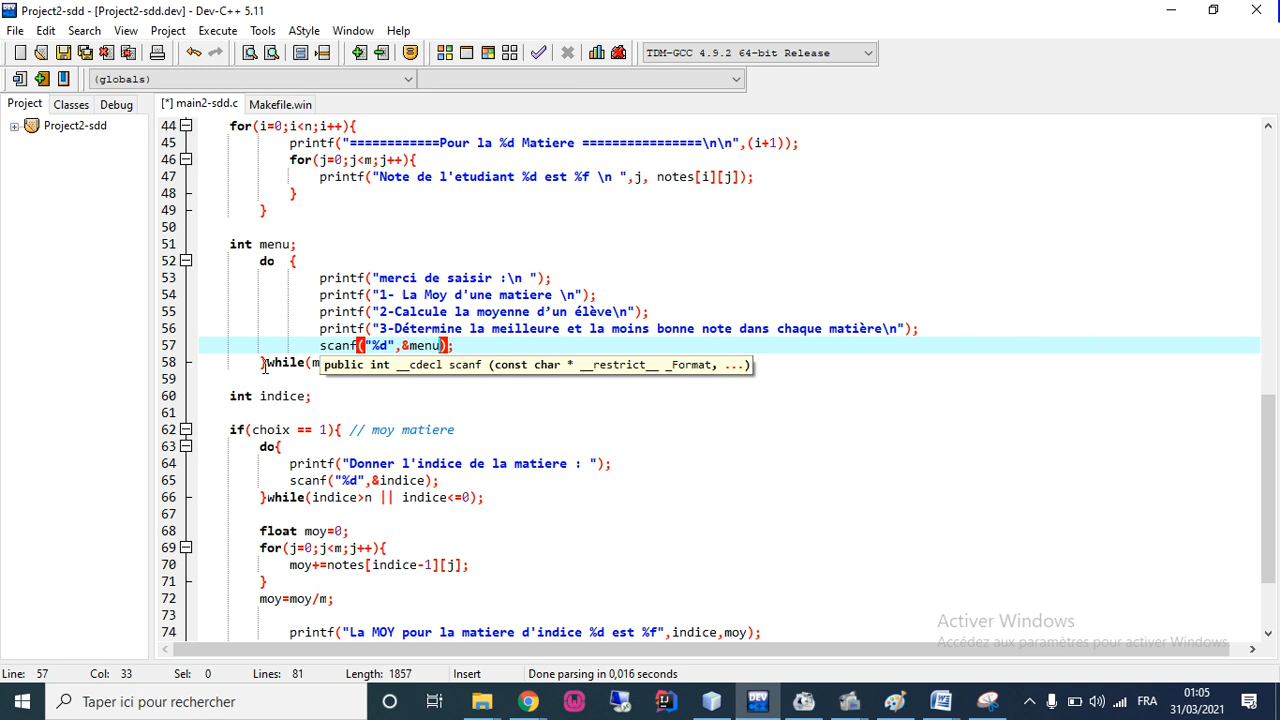 Project2-sdd - [Project2-sdd.dev] - Dev-C++ 5.11
File Edit Search View Project Execute Tools AStyle Window Help
TDM-GCC 4.9.2 64-bit Release
(globals)
Project Classes Debug [*] main2-sdd.c Makefile.win
Project2-sdd
44 for(i=0;i<n;i++){
45 printf("============Pour la %d Matiere ================\n\n",(i+1));
46 for(j=0;j<m;j++){
47 printf("Note de l'etudiant %d est %f \n ",j, notes[i][j]);
48 }
49 }
50
51 int menu;
52 do {
53 printf("merci de saisir :\n ");
54 printf("1- La Moy d'une matiere \n");
55 printf("2-Calcule la moyenne d’un élève\n");
56 printf("3-Détermine la meilleure et la moins bonne note dans chaque matière\n");
57 scanf("%d",&menu);
58 }while(m
public int __cdecl scanf (const char * __restrict__ _Format, ...)
59
60 int indice;
61
62 if(choix == 1){ // moy matiere
63 do{
64 printf("Donner l'indice de la matiere : ");
65 scanf("%d",&indice);
66 }while(indice>n || indice<=0);
67
68 float moy=0;
69 for(j=0;j<m;j++){
70 moy+=notes[indice-1][j];
71 }
72 moy=moy/m;
73
74 printf("La MOY pour la matiere d'indice %d est %f",indice,moy);
Activer Windows
Accédez aux paramètres pour activer Windows.
Line: 57 Col: 33 Sel: 0 Lines: 81 Length: 1857 Insert Done parsing in 0,016 seconds
Taper ici pour rechercher
FRA
01:05
31/03/2021